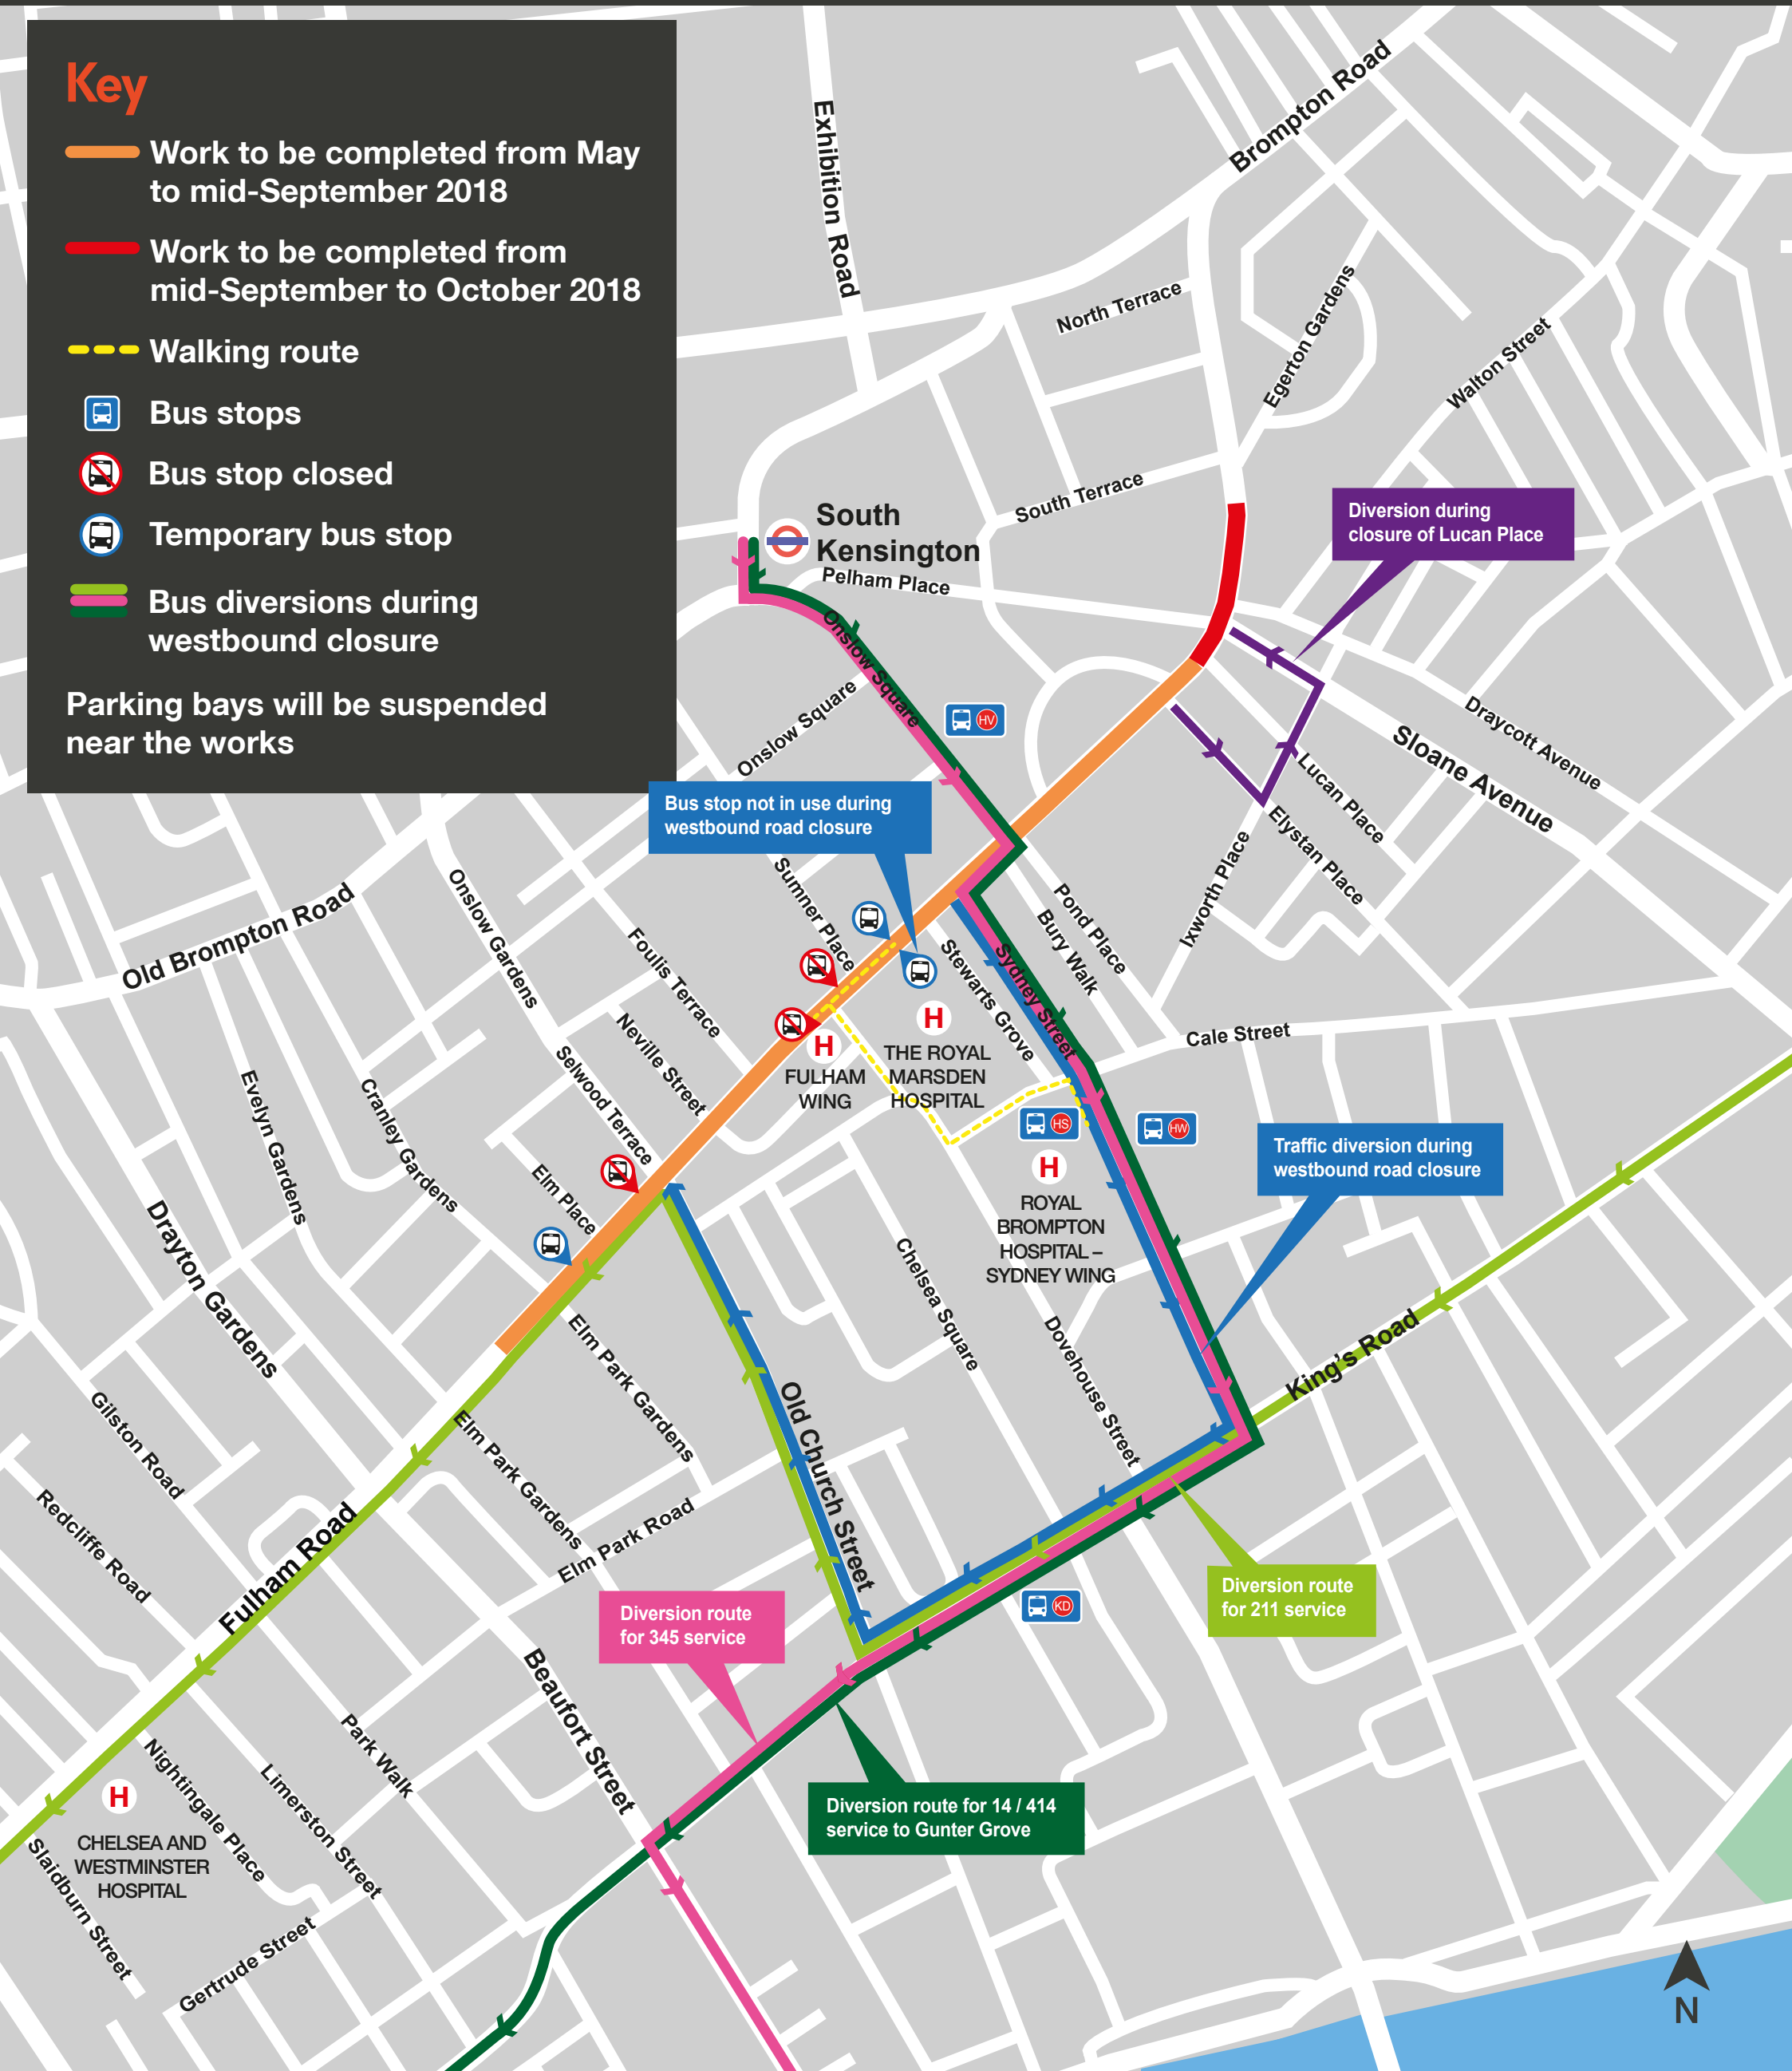 Key
Work to be completed from May
to mid-September 2018
Work to be completed from
mid-September to October 2018
Walking route
Bus stops
Bus stop closed
Temporary bus stop
Bus diversions during
westbound closure
Parking bays will be suspended
near the works
Exhibition Road
Brompton Road
North Terrace
Egerton Gardens
Walton Street
South Terrace
South
Kensington
Pelham Place
Diversion during
closure of Lucan Place
Onslow Square
Onslow Square
HV
Draycott Avenue
Sloane Avenue
Lucan Place
Elystan Place
Ixworth Place
Bus stop not in use during
westbound road closure
Old Brompton Road
Onslow Gardens
Summer Place
Foulis Terrace
Neville Street
Selwood Terrace
Pond Place
Bury Walk
Stewarts Grove
Sydney Street
Cale Street
H
THE ROYAL
MARSDEN
HOSPITAL
H
FULHAM
WING
Evelyn Gardens
Cranley Gardens
Elm Place
HS
HW
H
ROYAL
BROMPTON
HOSPITAL –
SYDNEY WING
Traffic diversion during
westbound road closure
Drayton Gardens
Chelsea Square
Dovehouse Street
King's Road
Elm Park Gardens
Old Church Street
Gilston Road
Elm Park Gardens
Redcliffe Road
Fulham Road
Elm Park Road
Diversion route
for 345 service
KD
Diversion route
for 211 service
Beaufort Street
Park Walk
Nightingale Place
Limerston Street
Diversion route for 14 / 414
service to Gunter Grove
H
CHELSEA AND
WESTMINSTER
HOSPITAL
Slaidburn Street
Gertrude Street
N